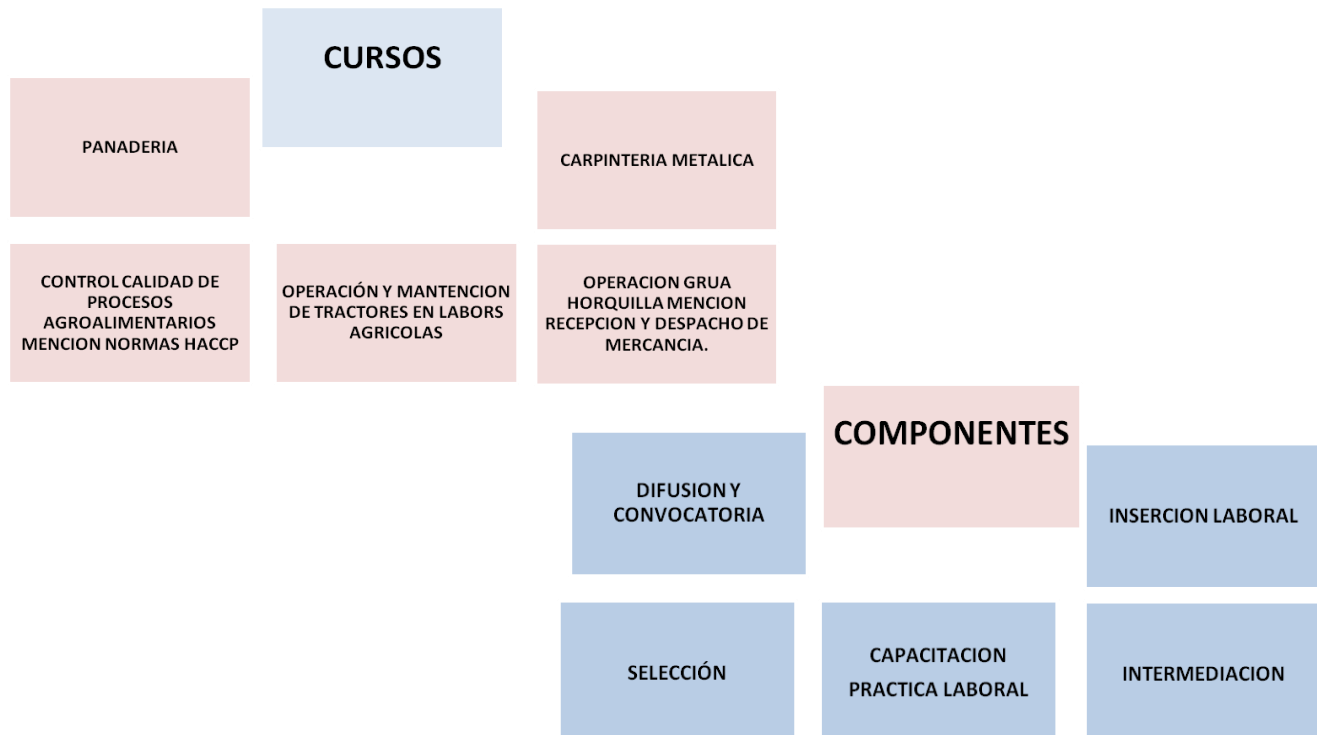 CURSOS
PANADERIA
CARPINTERIA METALICA
CONTROL CALIDAD DE
PROCESOS
AGROALIMENTARIOS
MENCION NORMAS HACCP
OPERACIÓN Y MANTENCION
DE TRACTORES EN LABORS
AGRICOLAS
OPERACION GRUA
HORQUILLA MENCION
RECEPCION Y DESPACHO DE
MERCANCIA.
COMPONENTES
DIFUSION Y
CONVOCATORIA
INSERCION LABORAL
SELECCIÓN
CAPACITACION
PRACTICA LABORAL
INTERMEDIACION